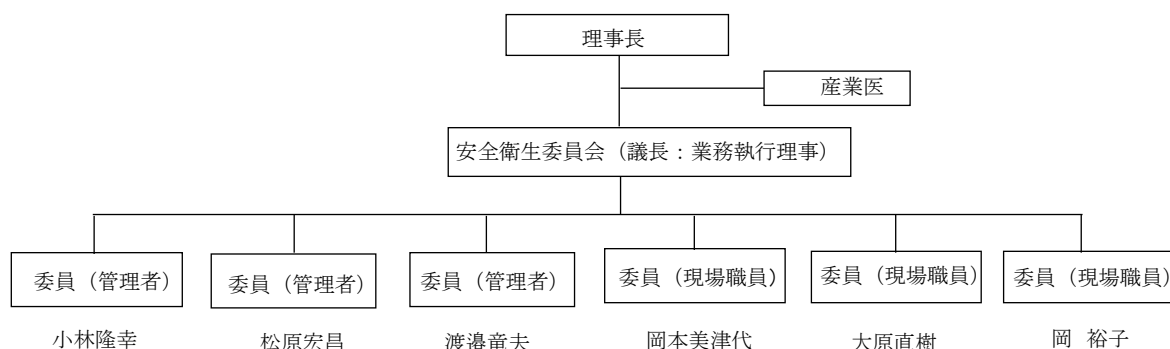 理事長
産業医
安全衛生委員会（議長：業務執行理事）
委員（管理者）
委員（管理者）
委員（管理者）
委員（現場職員）
委員（現場職員）
委員（現場職員）
小林隆幸
松原宏昌
渡邉竜夫
岡本美津代
大原直樹
岡 裕子